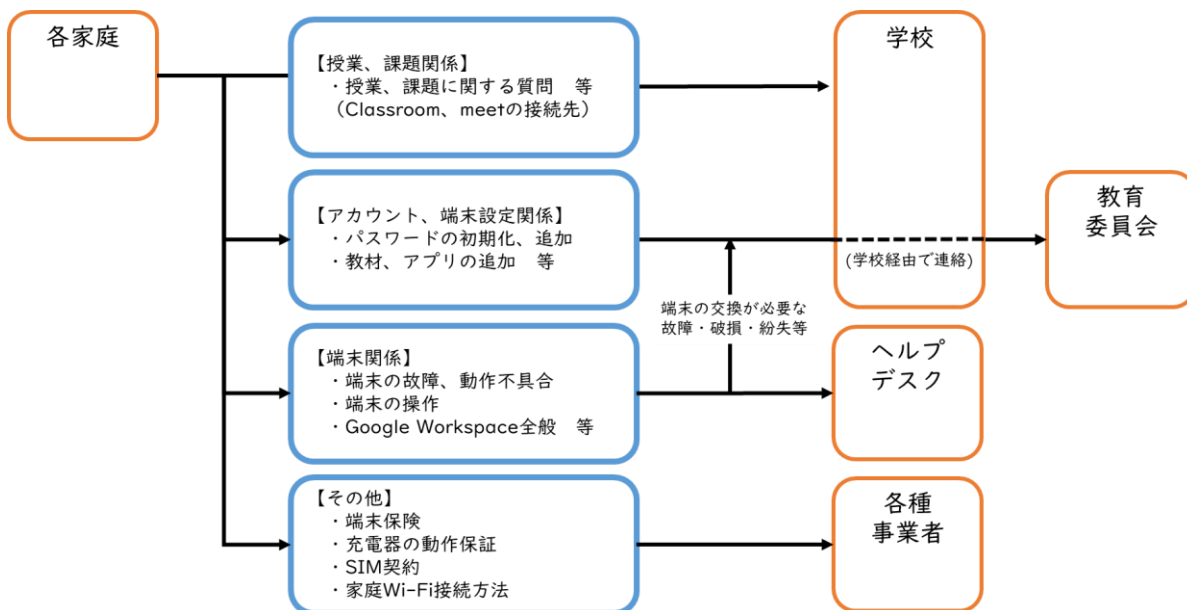 各家庭
【授業、課題関係】
・授業、課題に関する質問　等
（Classroom、meetの接続先）
学校
【アカウント、端末設定関係】
・パスワードの初期化、追加
・教材、アプリの追加　等
(学校経由で連絡)
教育
委員会
端末の交換が必要な
故障・破損・紛失等
【端末関係】
・端末の故障、動作不具合
・端末の操作
・Google Workspace全般　等
ヘルプ
デスク
【その他】
・端末保険
・充電器の動作保証
・SIM契約
・家庭Wi-Fi接続方法
各種
事業者